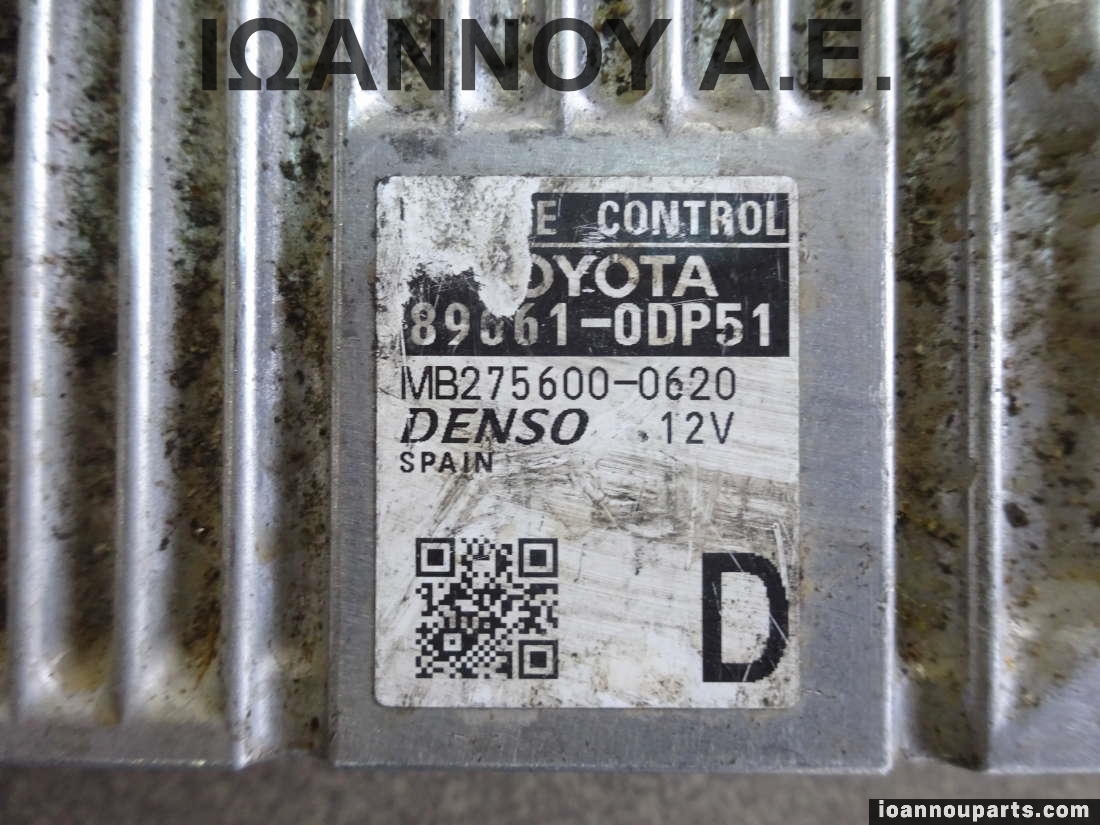 ΙΩΑΝΝΟΥ Α.Ε.
E CONTROL
OYOTA
89661-0DP51
MB275600-0620
DENSO 12V
SPAIN
D
ioannouparts.com